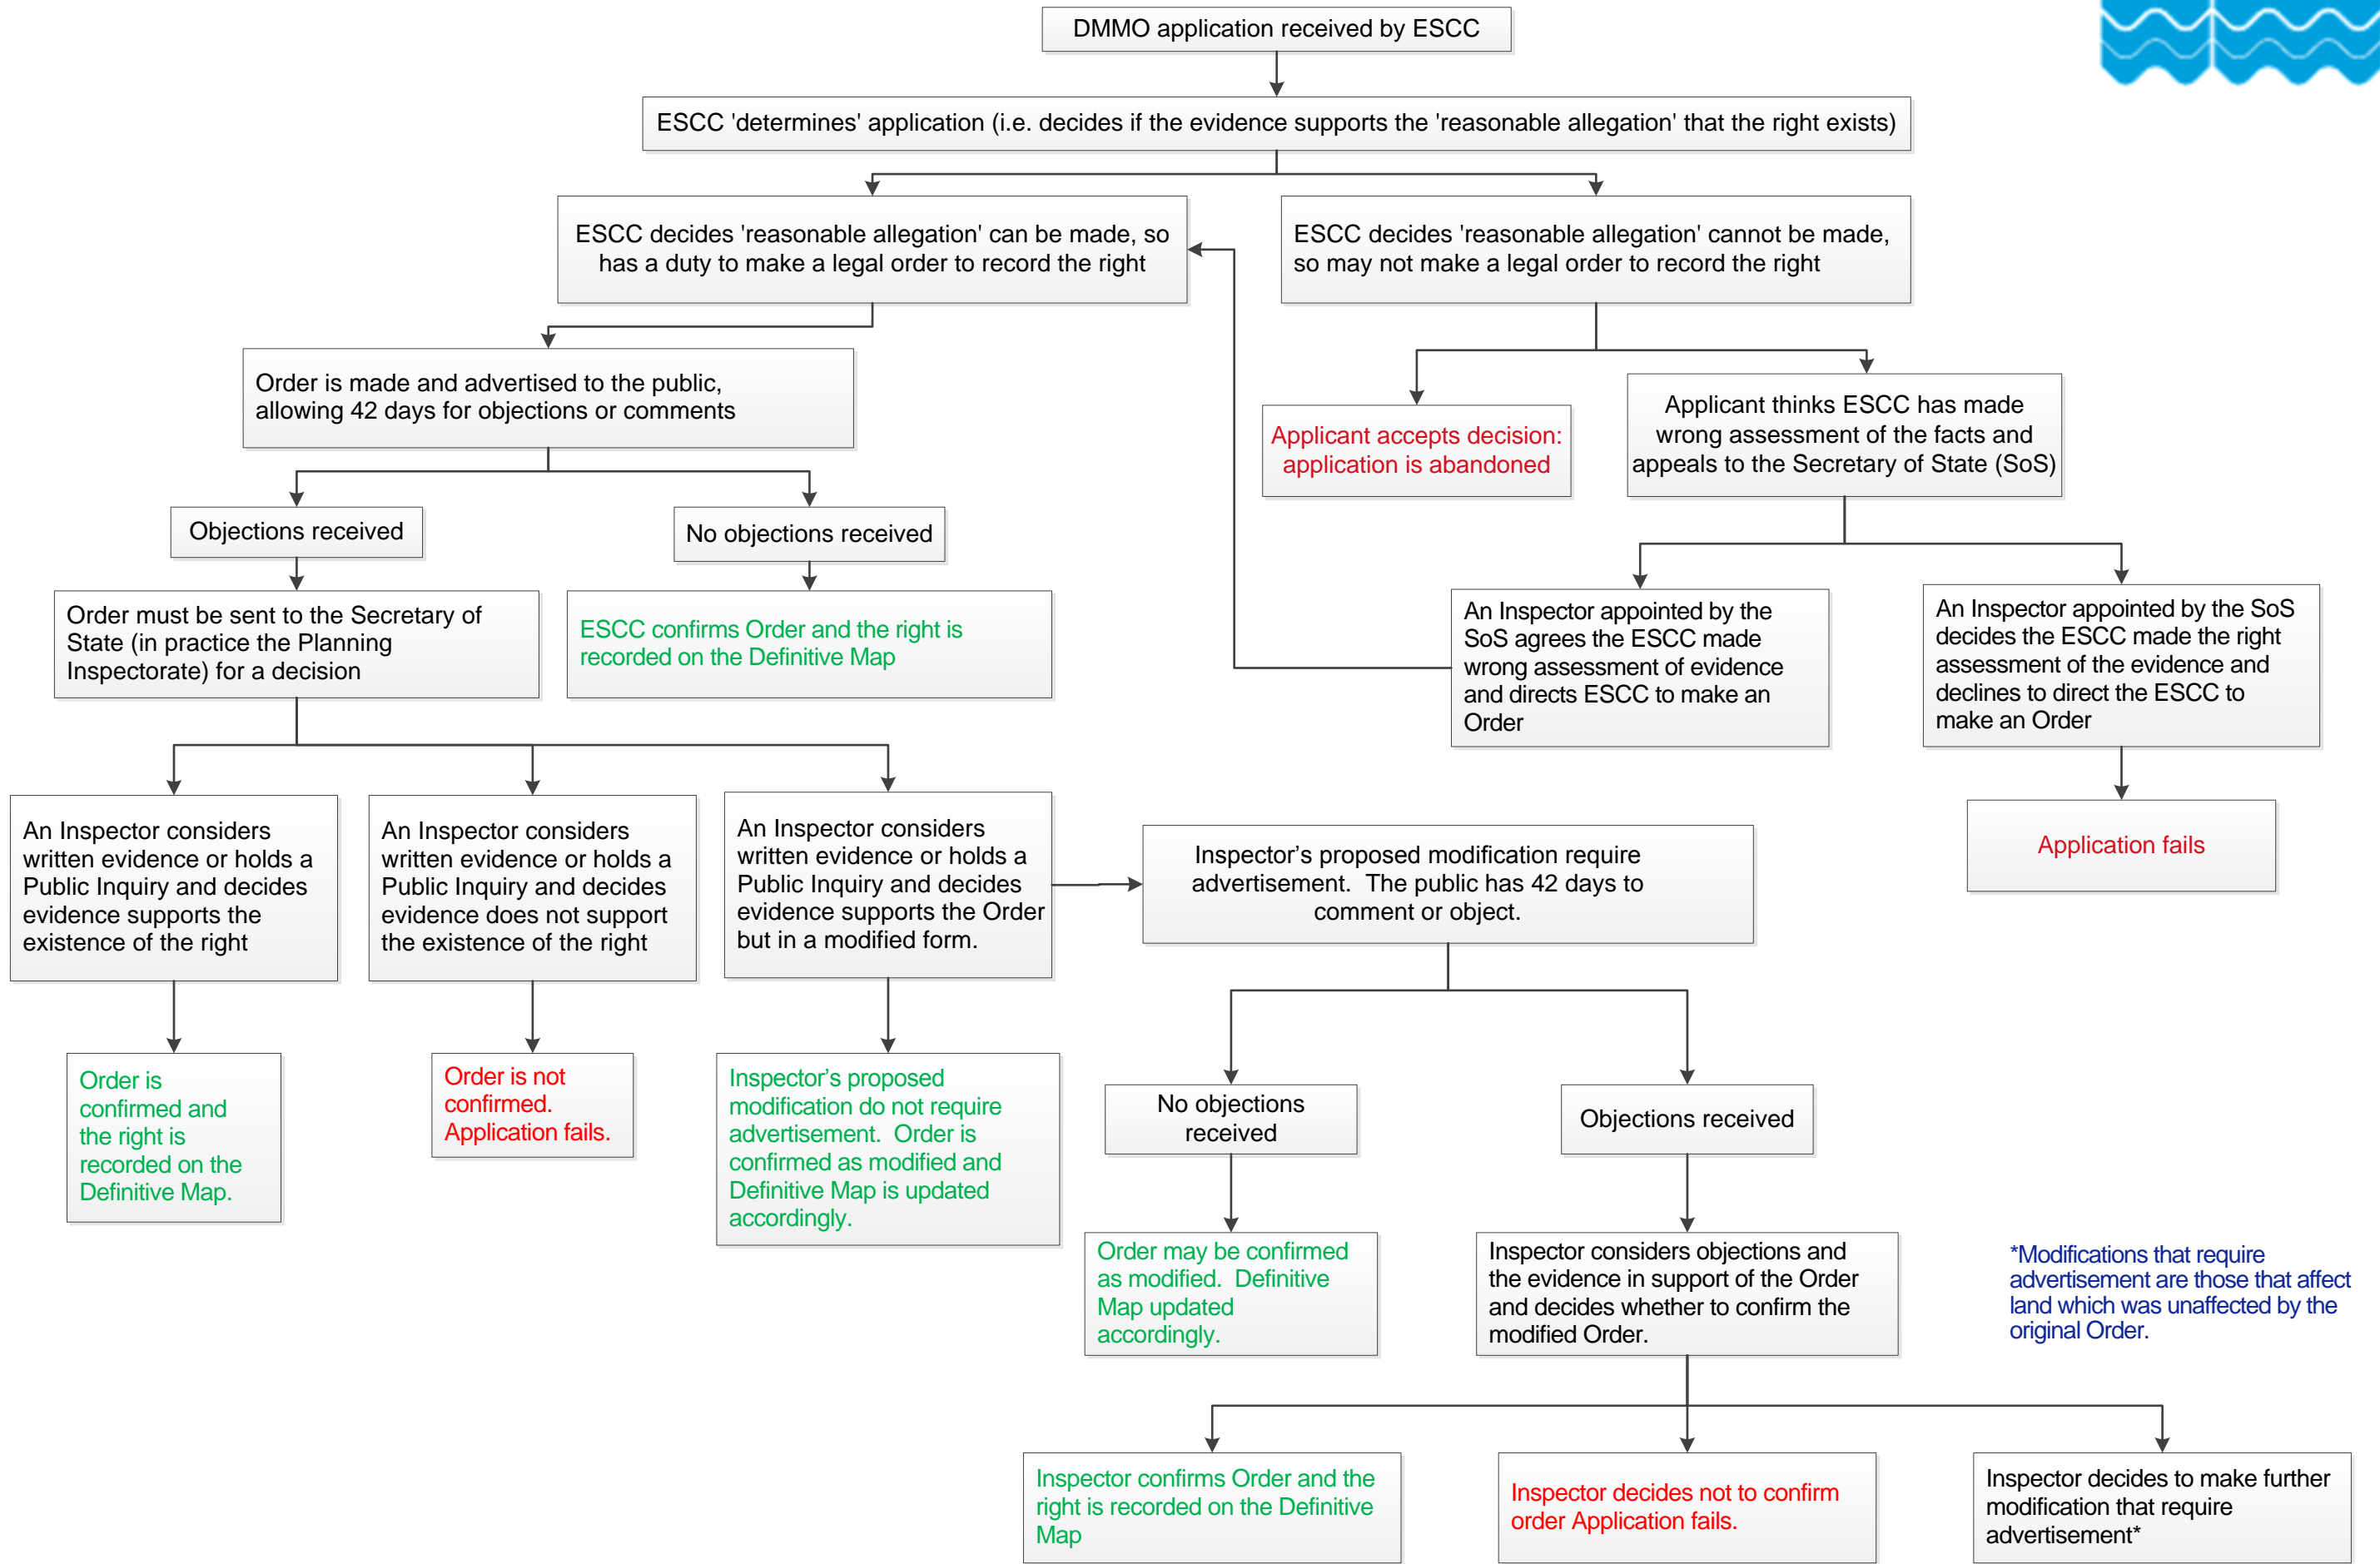 DMMO application received by ESCC
ESCC 'determines' application (i.e. decides if the evidence supports the 'reasonable allegation' that the right exists)
ESCC decides 'reasonable allegation' can be made, so
has a duty to make a legal order to record the right
ESCC decides 'reasonable allegation' cannot be made,
so may not make a legal order to record the right
Order is made and advertised to the public,
allowing 42 days for objections or comments
Applicant accepts decision:
application is abandoned
Applicant thinks ESCC has made
wrong assessment of the facts and
appeals to the Secretary of State (SoS)
Objections received
No objections received
Order must be sent to the Secretary of
State (in practice the Planning
Inspectorate) for a decision
ESCC confirms Order and the right is
recorded on the Definitive Map
An Inspector appointed by the
SoS agrees the ESCC made
wrong assessment of evidence
and directs ESCC to make an
Order
An Inspector appointed by the SoS
decides the ESCC made the right
assessment of the evidence and
declines to direct the ESCC to
make an Order
An Inspector considers
written evidence or holds a
Public Inquiry and decides
evidence supports the
existence of the right
An Inspector considers
written evidence or holds a
Public Inquiry and decides
evidence does not support
the existence of the right
An Inspector considers
written evidence or holds a
Public Inquiry and decides
evidence supports the Order
but in a modified form.
Inspector’s proposed modification require
advertisement.  The public has 42 days to
comment or object.
Application fails
Order is
confirmed and
the right is
recorded on the
Definitive Map.
Order is not
confirmed.
Application fails.
Inspector’s proposed
modification do not require
advertisement.  Order is
confirmed as modified and
Definitive Map is updated
accordingly.
No objections
received
Objections received
Order may be confirmed
as modified.  Definitive
Map updated
accordingly.
Inspector considers objections and
the evidence in support of the Order
and decides whether to confirm the
modified Order.
*Modifications that require
advertisement are those that affect
land which was unaffected by the
original Order.
Inspector confirms Order and the
right is recorded on the Definitive
Map
Inspector decides not to confirm
order Application fails.
Inspector decides to make further
modification that require
advertisement*